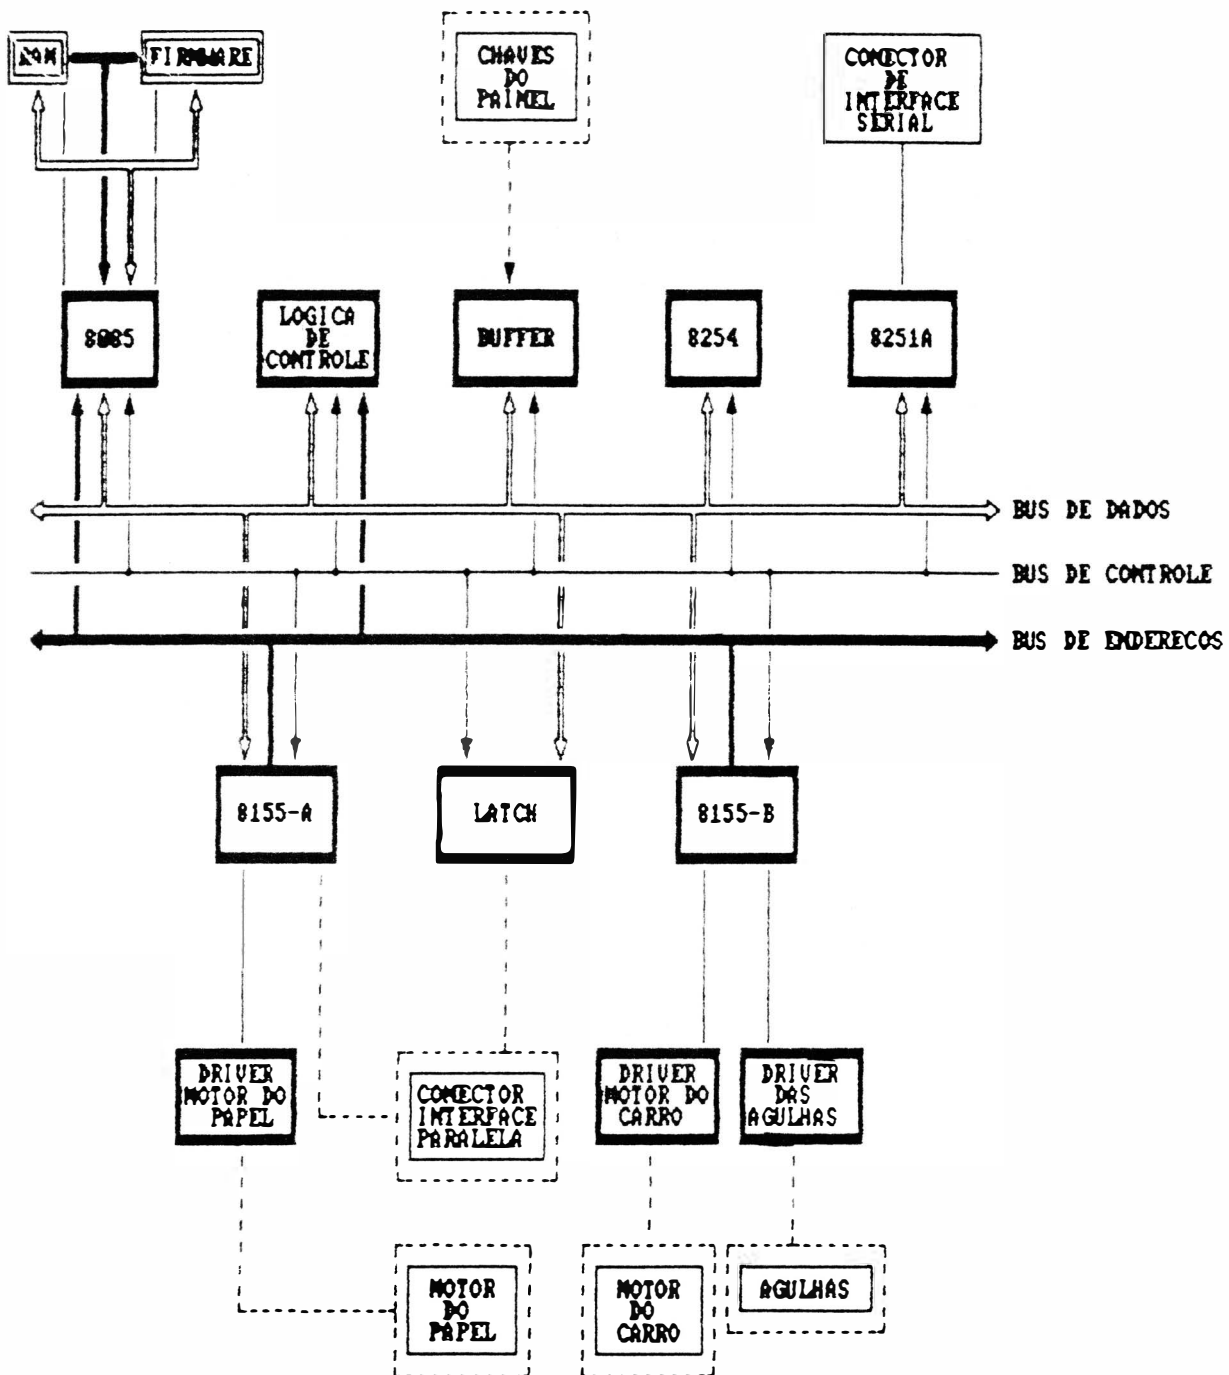 RAM
FIRMWARE
CHAVES
DO
PAINEL
CONECTOR
DE
INTERFACE
SERIAL
8085
LOGICA
DE
CONTROLE
BUFFER
8254
8251A
BUS DE DADOS
BUS DE CONTROLE
BUS DE ENDERECOS
8155-A
LATCH
8155-B
DRIVER
MOTOR DO
PAPEL
CONECTOR
INTERFACE
PARALELA
DRIVER
MOTOR DO
CARRO
DRIVER
DAS
AGULHAS
MOTOR
DO
PAPEL
MOTOR
DO
CARRO
AGULHAS